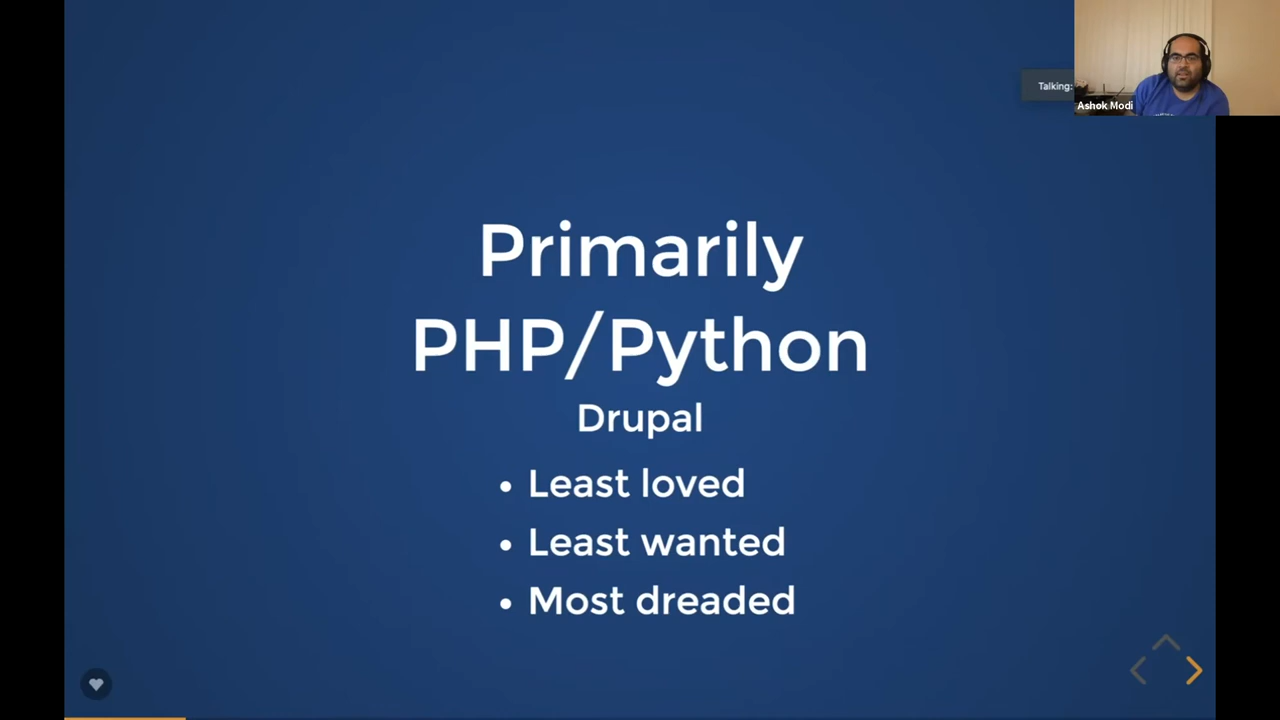 Talking:
Ashok Modi
Primarily
PHP/Python
Drupal
• Least loved
• Least wanted
• Most dreaded